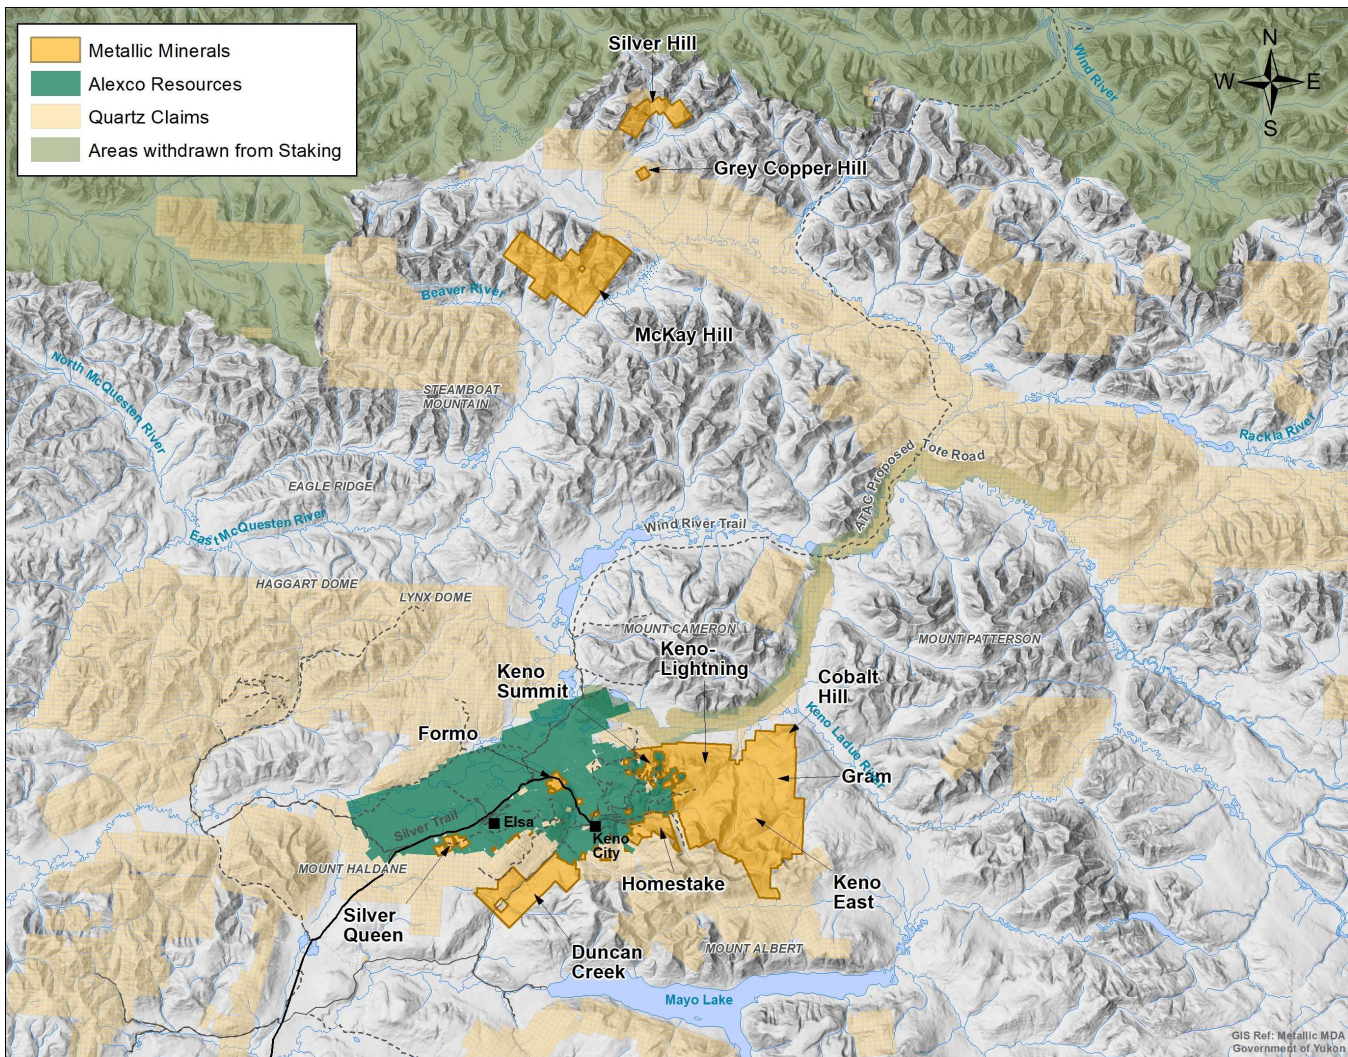 Metallic Minerals
Alexco Resources
Quartz Claims
Areas withdrawn from Staking
Silver Hill
Wind River
N
W
E
S
Grey Copper Hill
Beaver River
McKay Hill
North McQuesten River
STEAMBOAT
MOUNTAIN
Rackla River
ATAC Proposed
Tote Road
EAGLE RIDGE
East McQuesten River
Wind River Trail
HAGGART DOME
LYNX DOME
MOUNT CAMERON
MOUNT PATTERSON
Keno-
Lightning
Keno
Summit
Cobalt
Hill
Keno Ladue River
Formo
Gram
Silver Trail
Elsa
Keno
City
MOUNT HALDANE
Homestake
Keno
East
Silver
Queen
Duncan
Creek
MOUNT ALBERT
Mayo Lake
GIS Ref: Metallic MDA
Government of Yukon